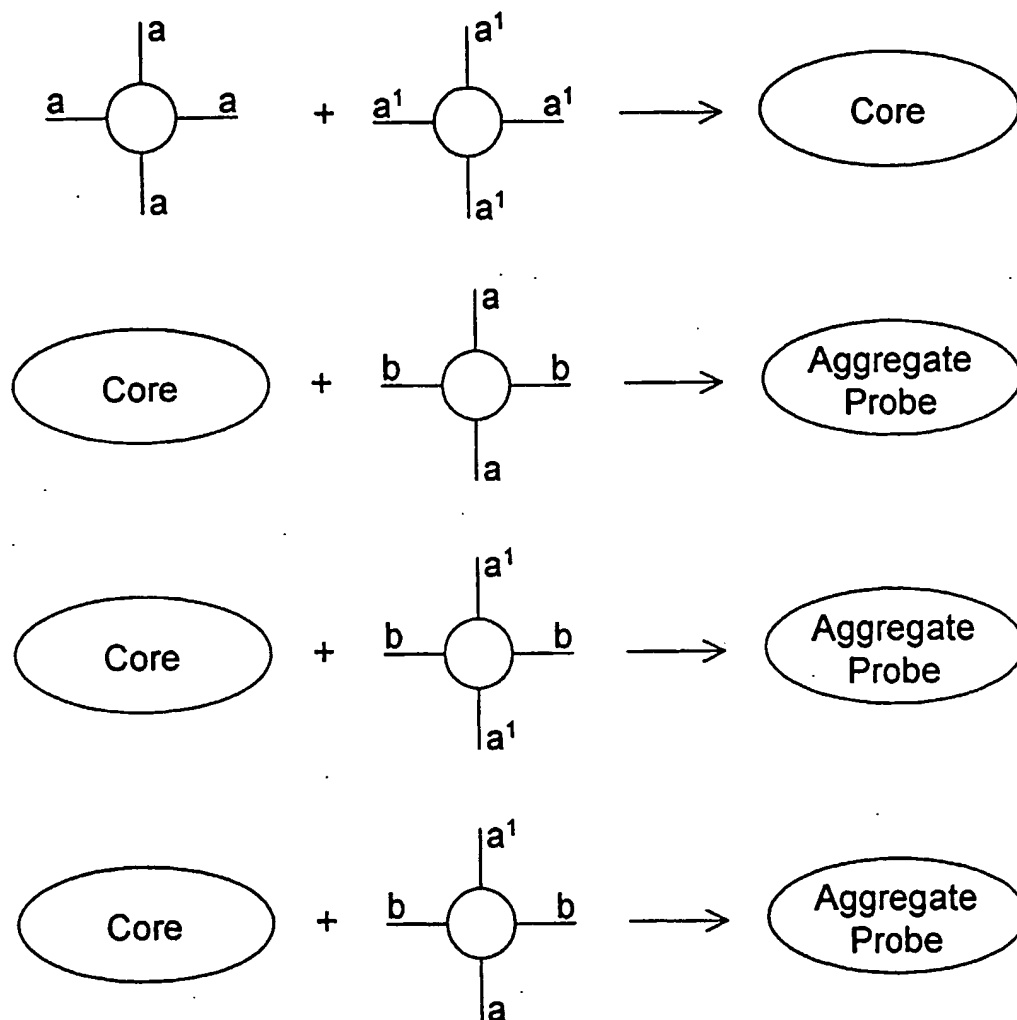 a a¹
a a + a¹ a¹ → Core
a a¹
a
Core + b b → Aggregate
Probe
a
a¹
Core + b b → Aggregate
Probe
a¹
a¹
Core + b b → Aggregate
Probe
a